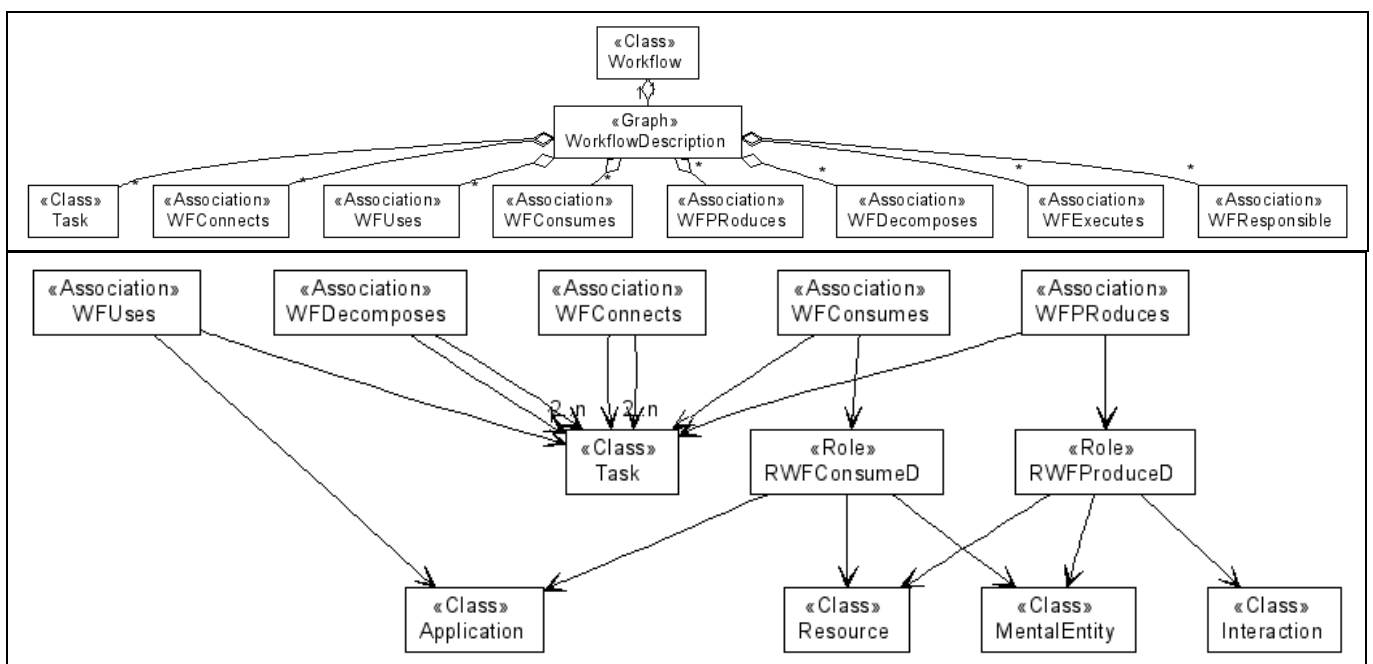 «Class»
Workflow
1
«Graph»
WorkflowDescription
* * * * * * * *
«Class»
Task
«Association»
WFConnects
«Association»
WFUses
«Association»
WFConsumes
«Association»
WFPRoduces
«Association»
WFDecomposes
«Association»
WFExecutes
«Association»
WFResponsible
«Association»
WFUses
«Association»
WFDecomposes
«Association»
WFConnects
«Association»
WFConsumes
«Association»
WFPRoduces
2..n 2..n
«Class»
Task
«Role»
RWFConsumeD
«Role»
RWFProduceD
«Class»
Application
«Class»
Resource
«Class»
MentalEntity
«Class»
Interaction